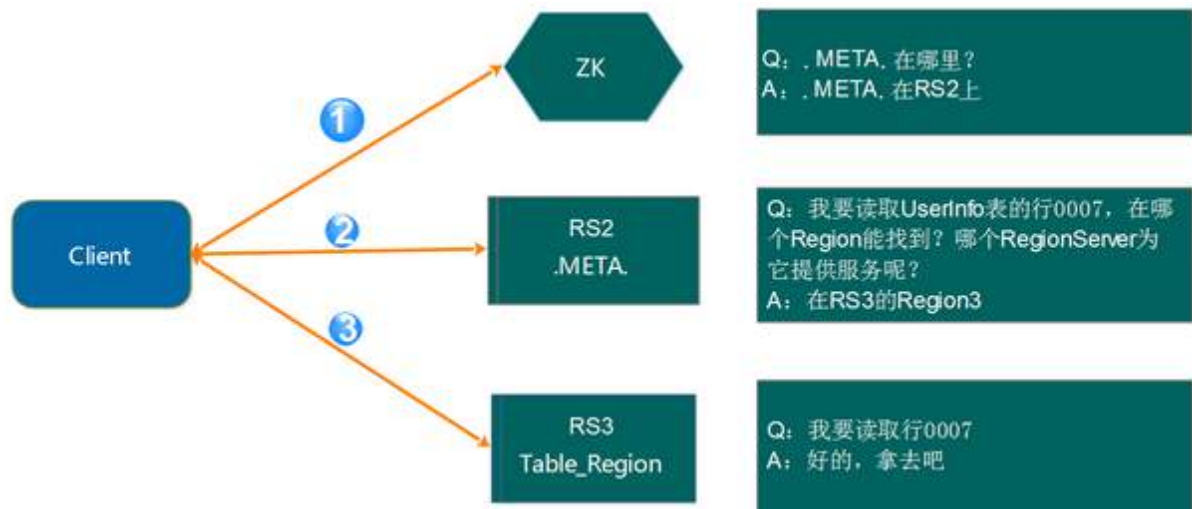 ZK
Q：.META.在哪里？
A：.META.在RS2上
1
Client
2
RS2
.META.
Q：我要读取UserInfo表的行0007，在哪
个Region能找到？哪个RegionServer为
它提供服务呢？
A：在RS3的Region3
3
RS3
Table_Region
Q：我要读取行0007
A：好的，拿去吧